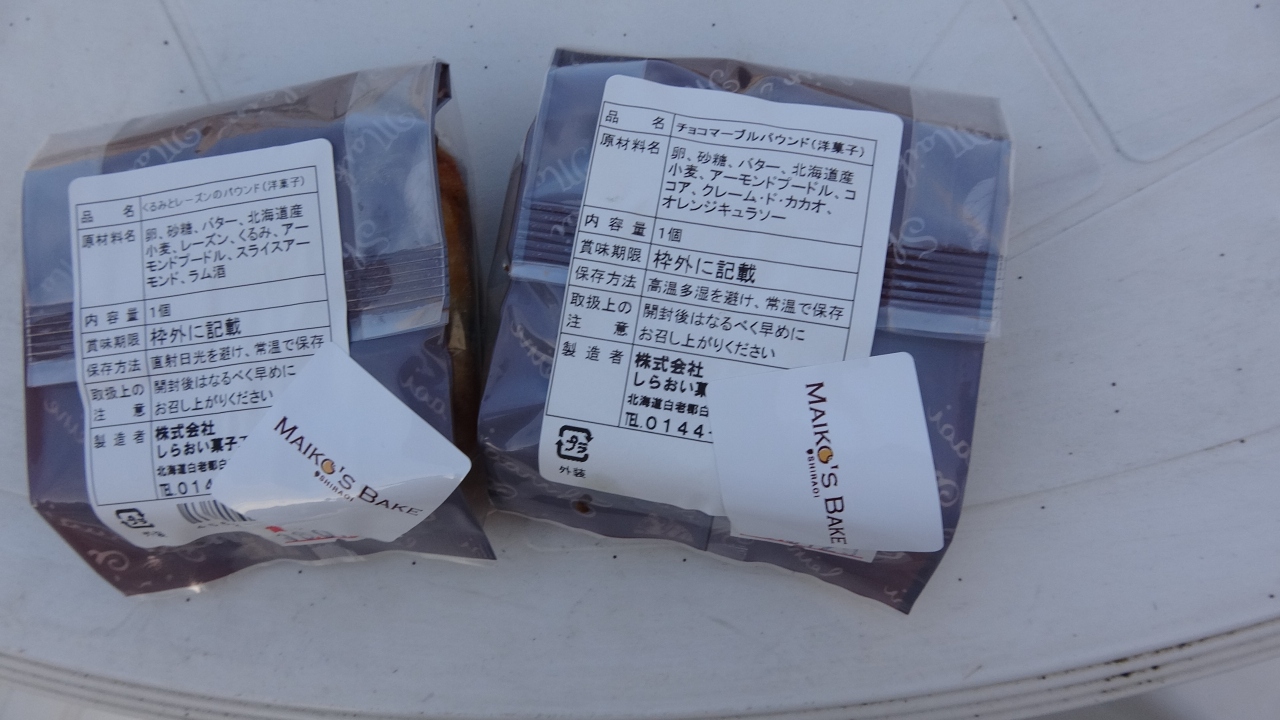 品名 くるみとレーズンのパウンド(洋菓子)
原材料名 卵、砂糖、バター、北海道産
小麦、レーズン、くるみ、アー
モンドプードル、スライスアー
モンド、ラム酒
内容量 1個
賞味期限 枠外に記載
保存方法 直射日光を避け、常温で保存
取扱上の 開封後はなるべく早めに
注意 お召し上がりください
製造者 株式会社
しらおい菓子工
北海道白老郡白
TEL.014
プラ
MAIKO'S BAKE
SHIRAOI
品名 チョコマーブルパウンド(洋菓子)
原材料名 卵、砂糖、バター、北海道産
小麦、アーモンドプードル、コ
コア、クレーム・ド・カカオ、
オレンジキュラソー
内容量 1個
賞味期限 枠外に記載
保存方法 高温多湿を避け、常温で保存
取扱上の 開封後はなるべく早めに
注意 お召し上がりください
製造者 株式会社
しらおい菓
北海道白老郡白
TEL.0144-
プラ
外装
MAIKO'S BAKE
SHIRAOI